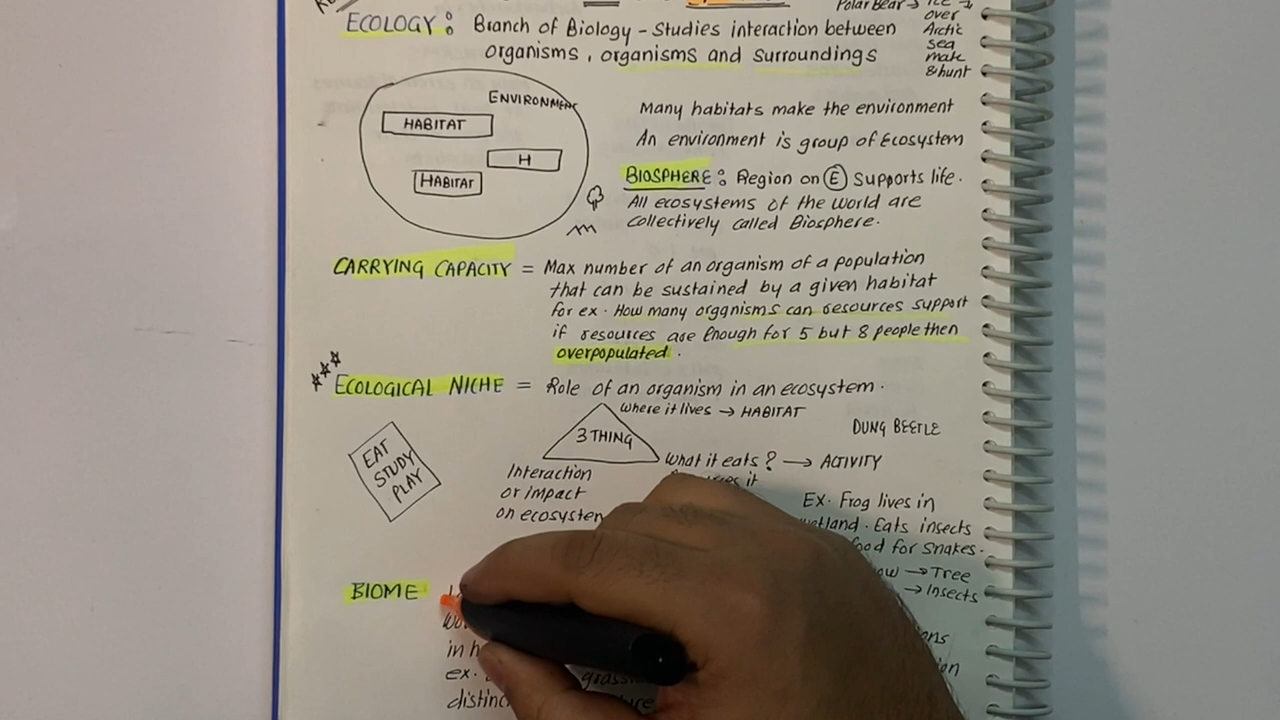 Polar Bear → Ice →
over
Arctic
sea
mate
& hunt
ECOLOGY : Branch of Biology - Studies interaction between
organisms, organisms and surroundings
ENVIRONMENT
HABITAT
H
HABITAT
Many habitats make the environment
An environment is group of Ecosystem
BIOSPHERE : Region on E Supports life.
All ecosystems of the world are
collectively called Biosphere.
CARRYING CAPACITY = Max number of an organism of a population
that can be sustained by a given habitat
for ex. How many organisms can resources support
if resources are enough for 5 but 8 people then
overpopulated.
ECOLOGICAL NICHE = Role of an organism in an ecosystem.
where it lives → HABITAT
3 THING
DUNG BEETLE
What it eats? → ACTIVITY
EAT
STUDY
PLAY
Interaction
or impact
on ecosystem
it
Ex. Frog lives in
Eats insects
food for snakes.
→ Tree
→ Insects
BIOME
in
ex.